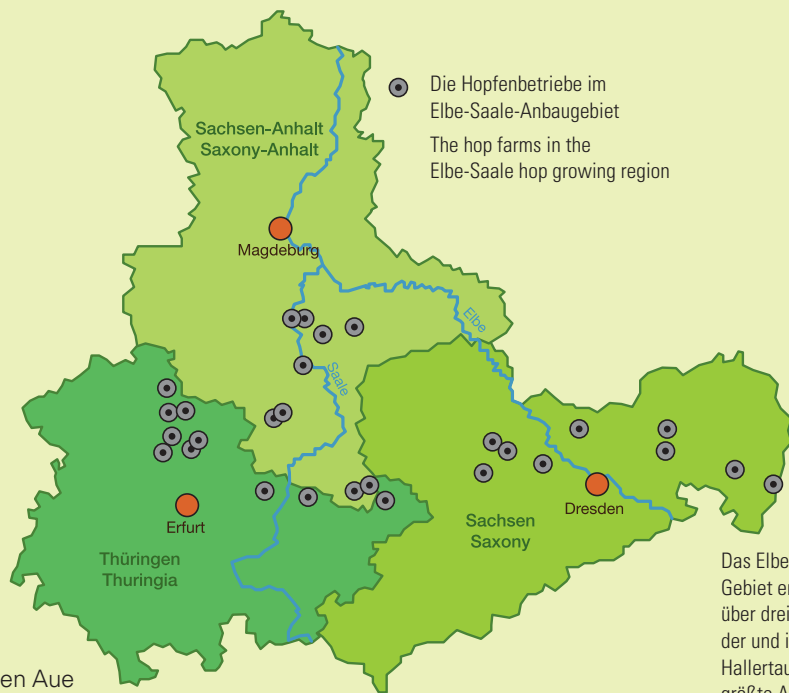 Die Hopfenbetriebe im
Elbe-Saale-Anbaugebiet
The hop farms in the
Elbe-Saale hop growing region
Sachsen-Anhalt
Saxony-Anhalt
Magdeburg
Elbe
Saale
Erfurt
Thüringen
Thuringia
Dresden
Sachsen
Saxony
Das Elbe
Gebiet er
über drei
der und i
Hallertau
en Aue